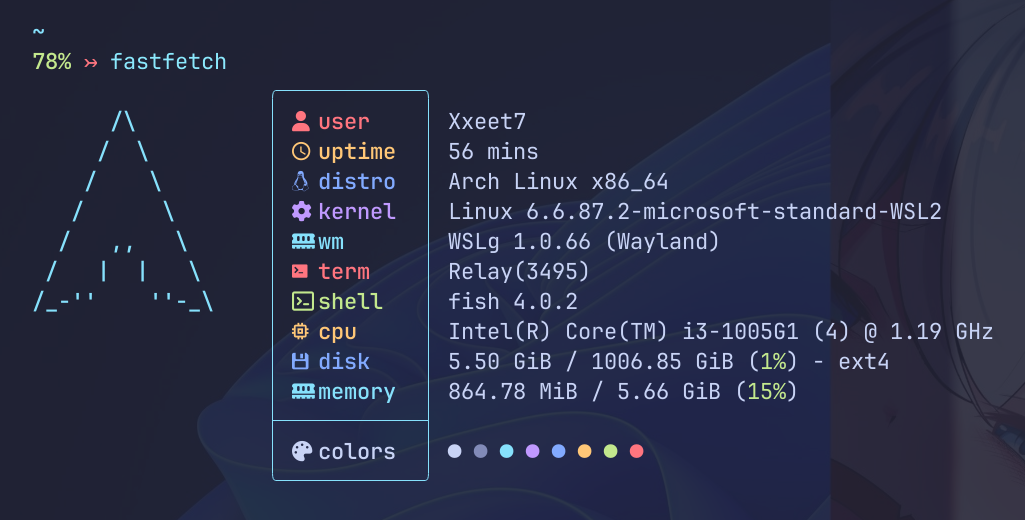 ~
78% ↣ fastfetch
user Xxeet7
uptime 56 mins
distro Arch Linux x86_64
kernel Linux 6.6.87.2-microsoft-standard-WSL2
wm WSLg 1.0.66 (Wayland)
term Relay(3495)
shell fish 4.0.2
cpu Intel(R) Core(TM) i3-1005G1 (4) @ 1.19 GHz
disk 5.50 GiB / 1006.85 GiB (1%) - ext4
memory 864.78 MiB / 5.66 GiB (15%)
colors